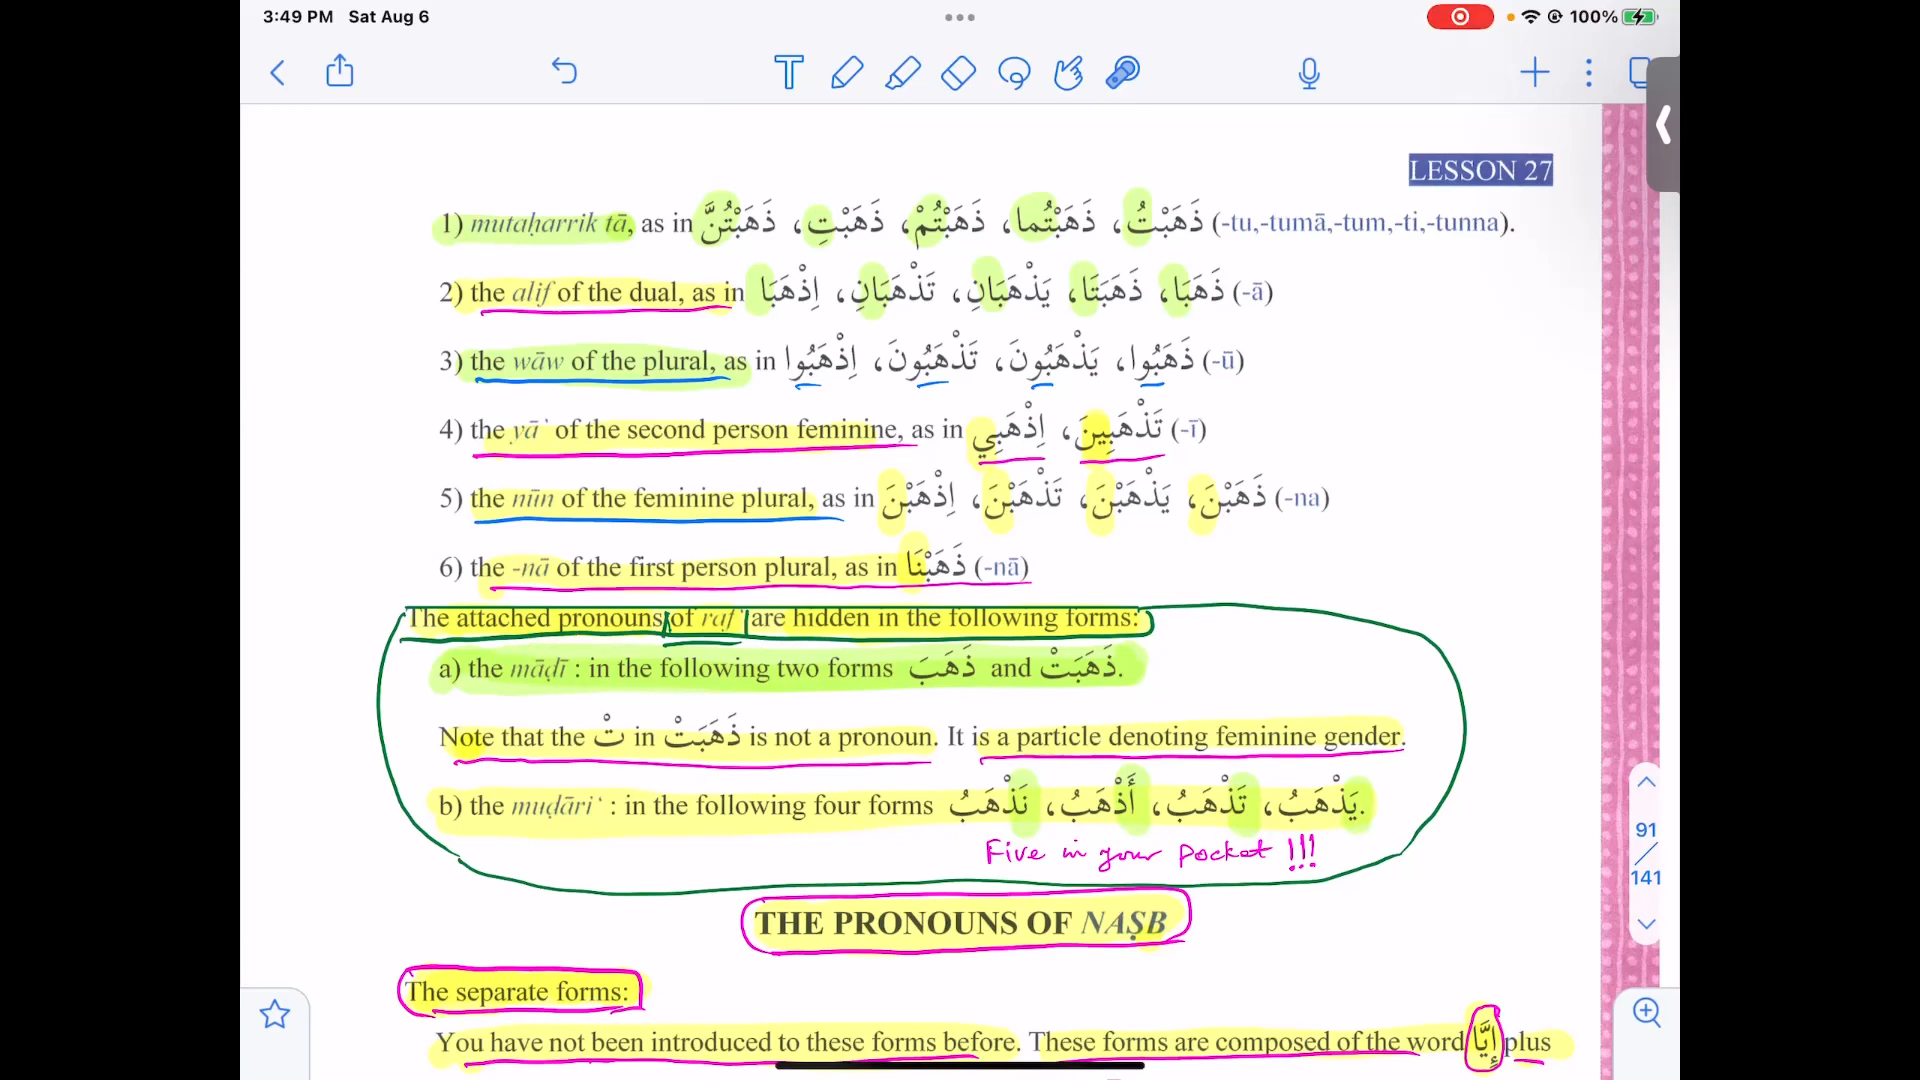 3:49 PM Sat Aug 6
100%
LESSON 27
1) mutaḥarrik tā, as in ذَهَبْتُ، ذَهَبْتُما، ذَهَبْتُمْ، ذَهَبْتِ، ذَهَبْتُنَّ (-tu,-tumā,-tum,-ti,-tunna).
2) the alif of the dual, as in ذَهَبَا، ذَهَبَتَا، يَذْهَبَانِ، تَذْهَبَانِ، اِذْهَبَا (-ā)
3) the wāw of the plural, as in ذَهَبُوا، يَذْهَبُونَ، تَذْهَبُونَ، اِذْهَبُوا (-ū)
4) the yāʾ of the second person feminine, as in تَذْهَبِينَ، اِذْهَبِي (-ī)
5) the nūn of the feminine plural, as in ذَهَبْنَ، يَذْهَبْنَ، تَذْهَبْنَ، اِذْهَبْنَ (-na)
6) the -nā of the first person plural, as in ذَهَبْنَا (-nā)
The attached pronouns of rafʿ are hidden in the following forms:
a) the māḍī : in the following two forms ذَهَبَ and ذَهَبَتْ.
Note that the تْ in ذَهَبَتْ is not a pronoun. It is a particle denoting feminine gender.
b) the muḍāriʿ : in the following four forms يَذْهَبُ، تَذْهَبُ، أَذْهَبُ، نَذْهَبُ.
Five in your pocket !!!
91
141
THE PRONOUNS OF NAṢB
The separate forms:
You have not been introduced to these forms before. These forms are composed of the word إِيَّا plus